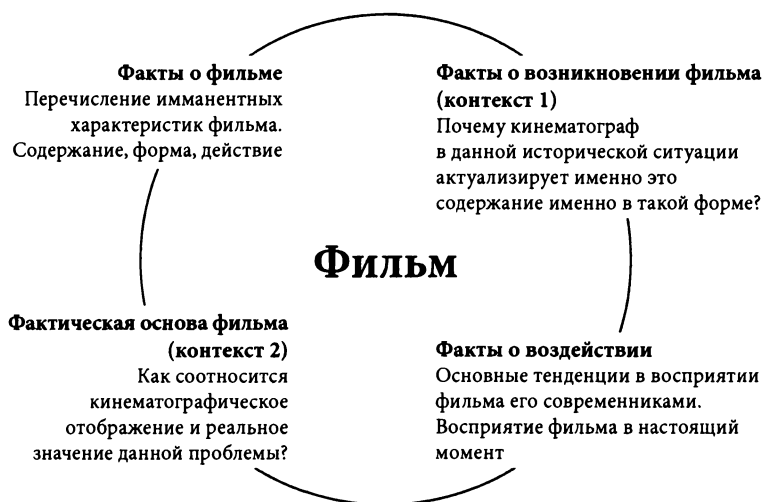 Факты о фильме
Перечисление имманентных
характеристик фильма.
Содержание, форма, действие
Факты о возникновении фильма
(контекст 1)
Почему кинематограф
в данной исторической ситуации
актуализирует именно это
содержание именно в такой форме?
Фильм
Фактическая основа фильма
(контекст 2)
Как соотносится
кинематографическое
отображение и реальное
значение данной проблемы?
Факты о воздействии
Основные тенденции в восприятии
фильма его современниками.
Восприятие фильма в настоящий
момент